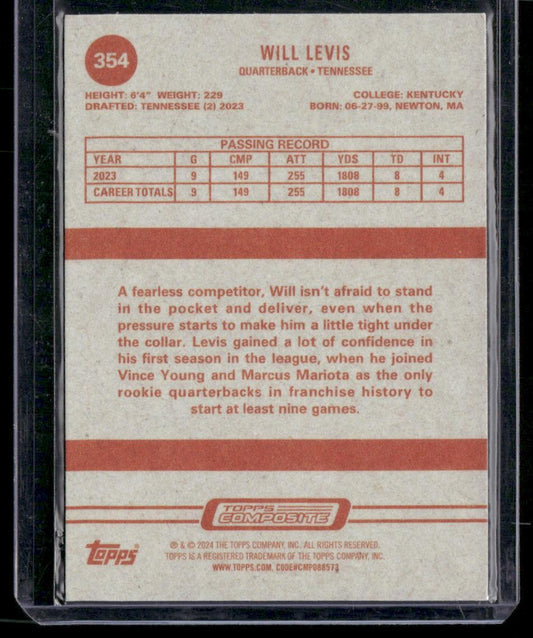 354
WILL LEVIS
QUARTERBACK • TENNESSEE
HEIGHT: 6'4" WEIGHT: 229 COLLEGE: KENTUCKY
DRAFTED: TENNESSEE (2) 2023 BORN: 06-27-99, NEWTON, MA
PASSING RECORD
YEAR G CMP ATT YDS TD INT
2023 9 149 255 1808 8 4
CAREER TOTALS 9 149 255 1808 8 4
A fearless competitor, Will isn't afraid to stand
in the pocket and deliver, even when the
pressure starts to make him a little tight under
the collar. Levis gained a lot of confidence in
his first season in the league, when he joined
Vince Young and Marcus Mariota as the only
rookie quarterbacks in franchise history to
start at least nine games.
TOPPS
COMPOSITE
topps
® & © 2024 THE TOPPS COMPANY, INC. ALL RIGHTS RESERVED.
TOPPS IS A REGISTERED TRADEMARK OF THE TOPPS COMPANY, INC.
WWW.TOPPS.COM. CODE#CMP088573